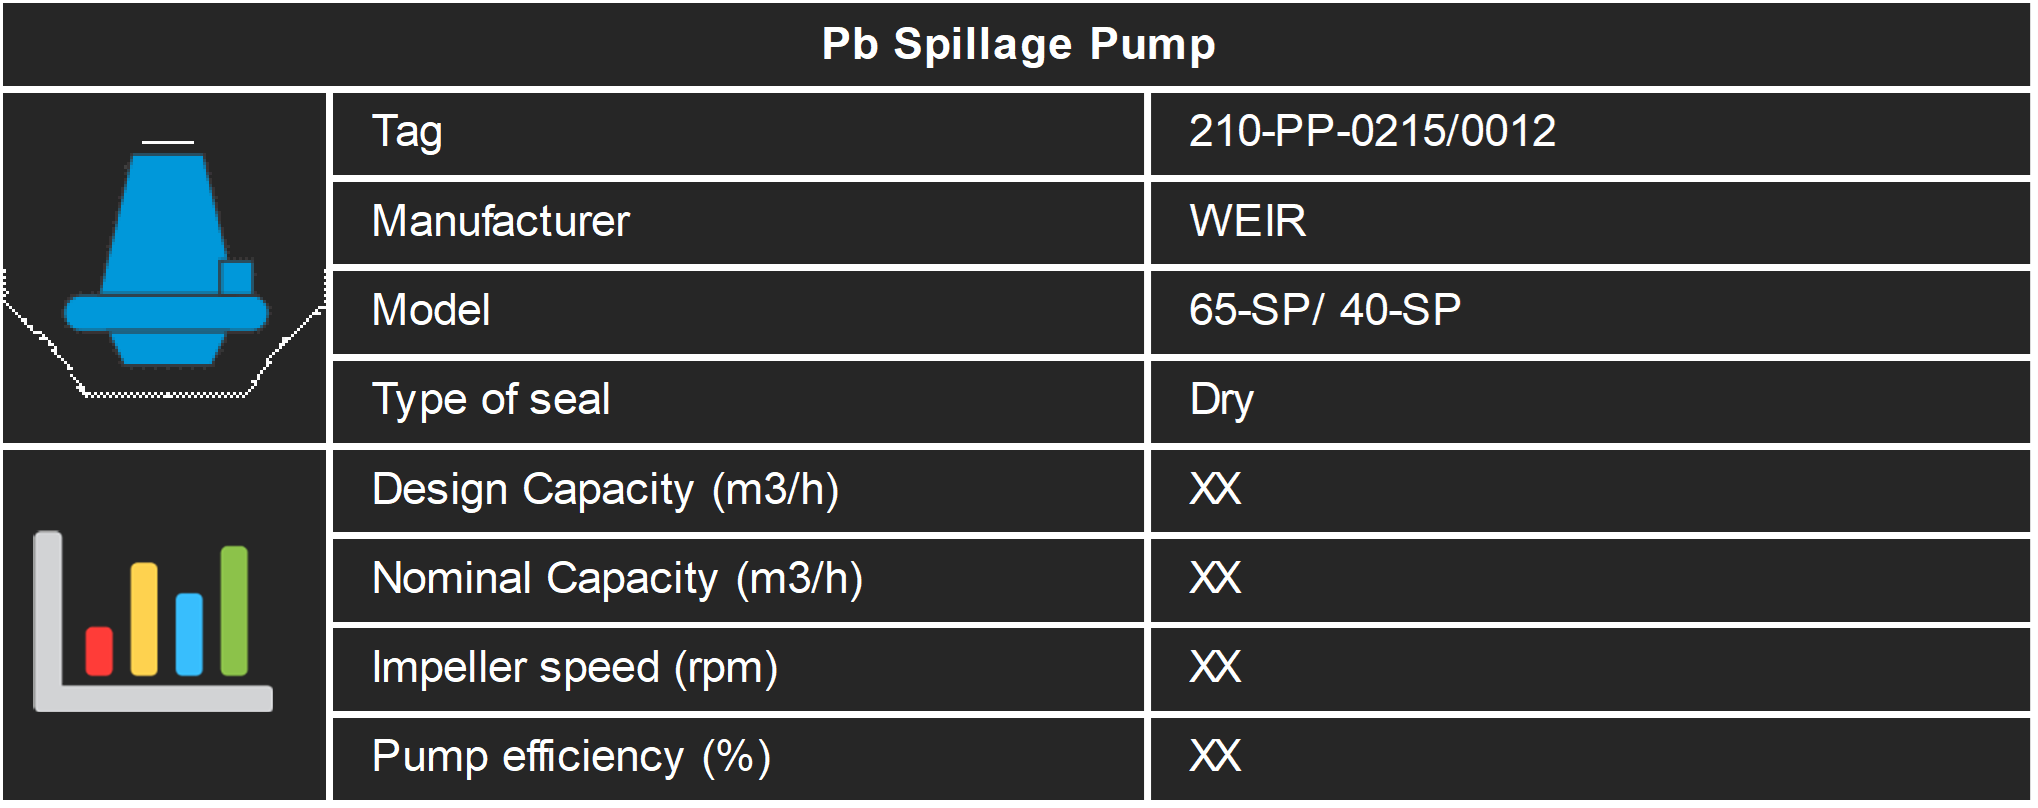 Pb Spillage Pump
Tag 210-PP-0215/0012
Manufacturer WEIR
Model 65-SP/ 40-SP
Type of seal Dry
Design Capacity (m3/h) XX
Nominal Capacity (m3/h) XX
Impeller speed (rpm) XX
Pump efficiency (%) XX